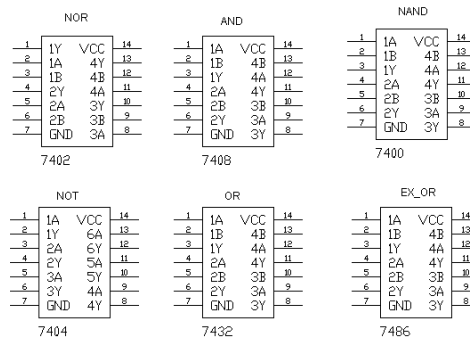 NOR
1 1Y VCC 14
2 1A 4Y 13
3 1B 4B 12
4 2Y 4A 11
5 2A 3Y 10
6 2B 3B 9
7 GND 3A 8
7402
AND
1 1A VCC 14
2 1B 4B 13
3 1Y 4A 12
4 2A 4Y 11
5 2B 3B 10
6 2Y 3A 9
7 GND 3Y 8
7408
NAND
1 1A VCC 14
2 1B 4B 13
3 1Y 4A 12
4 2A 4Y 11
5 2B 3B 10
6 2Y 3A 9
7 GND 3Y 8
7400
NOT
1 1A VCC 14
2 1Y 6A 13
3 2A 6Y 12
4 2Y 5A 11
5 3A 5Y 10
6 3Y 4A 9
7 GND 4Y 8
7404
OR
1 1A VCC 14
2 1B 4B 13
3 1Y 4A 12
4 2A 4Y 11
5 2B 3B 10
6 2Y 3A 9
7 GND 3Y 8
7432
EX_OR
1 1A VCC 14
2 1B 4B 13
3 1Y 4A 12
4 2A 4Y 11
5 2B 3B 10
6 2Y 3A 9
7 GND 3Y 8
7486